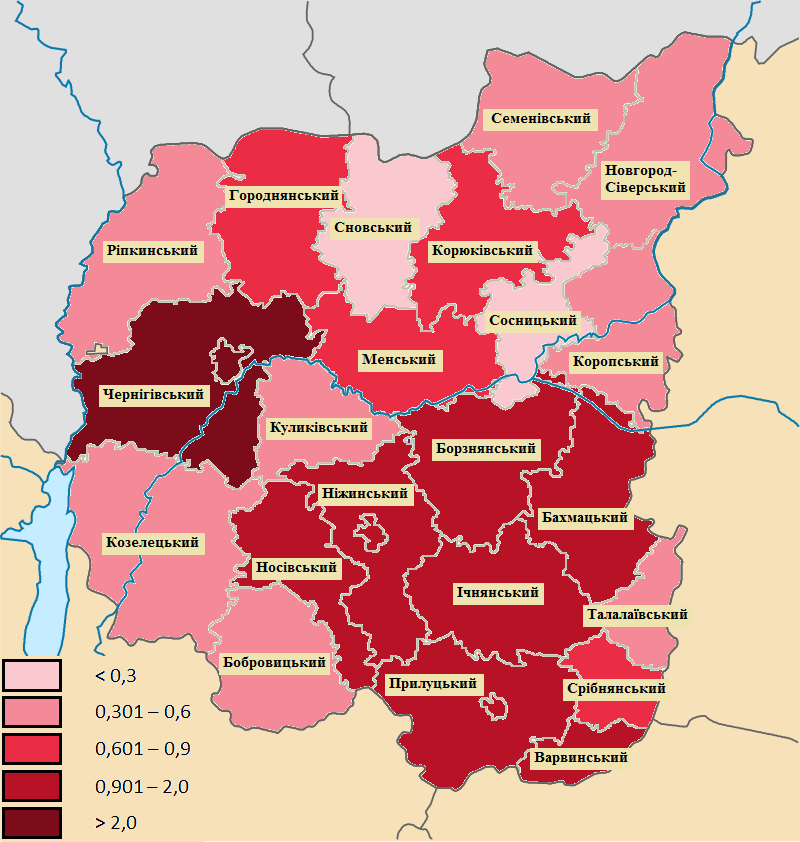 Семенівський
Новгород-
Сіверський
Городнянський
Сновський
Ріпкинський
Корюківський
Сосницький
Менський
Коропський
Чернігівський
Куликівський
Борзнянський
Ніжинський
Бахмацький
Козелецький
Носівський
Ічнянський
Талалаївський
Бобровицький
Прилуцький
Срібнянський
Варвинський
< 0,3
0,301 – 0,6
0,601 – 0,9
0,901 – 2,0
> 2,0